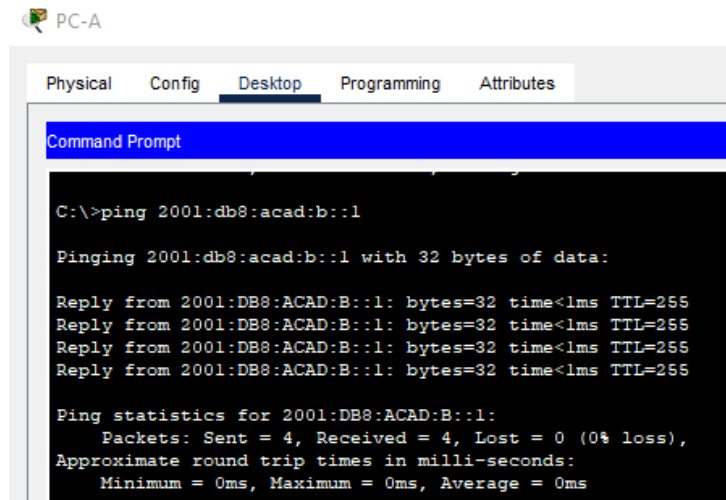 PC-A
Physical Config Desktop Programming Attributes
Command Prompt
C:\>ping 2001:db8:acad:b::1
Pinging 2001:db8:acad:b::1 with 32 bytes of data:
Reply from 2001:DB8:ACAD:B::1: bytes=32 time<1ms TTL=255
Reply from 2001:DB8:ACAD:B::1: bytes=32 time<1ms TTL=255
Reply from 2001:DB8:ACAD:B::1: bytes=32 time<1ms TTL=255
Reply from 2001:DB8:ACAD:B::1: bytes=32 time<1ms TTL=255
Ping statistics for 2001:DB8:ACAD:B::1:
Packets: Sent = 4, Received = 4, Lost = 0 (0% loss),
Approximate round trip times in milli-seconds:
Minimum = 0ms, Maximum = 0ms, Average = 0ms